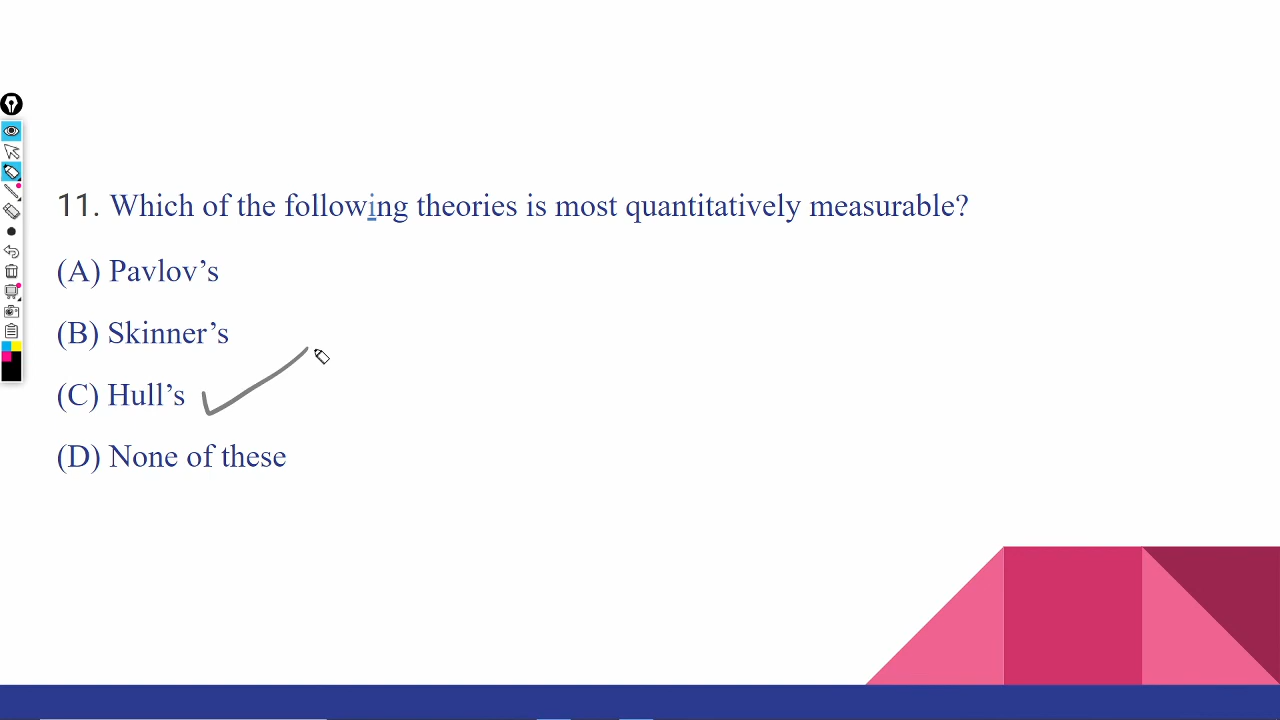 11. Which of the following theories is most quantitatively measurable?
(A) Pavlov’s
(B) Skinner’s
(C) Hull’s
(D) None of these